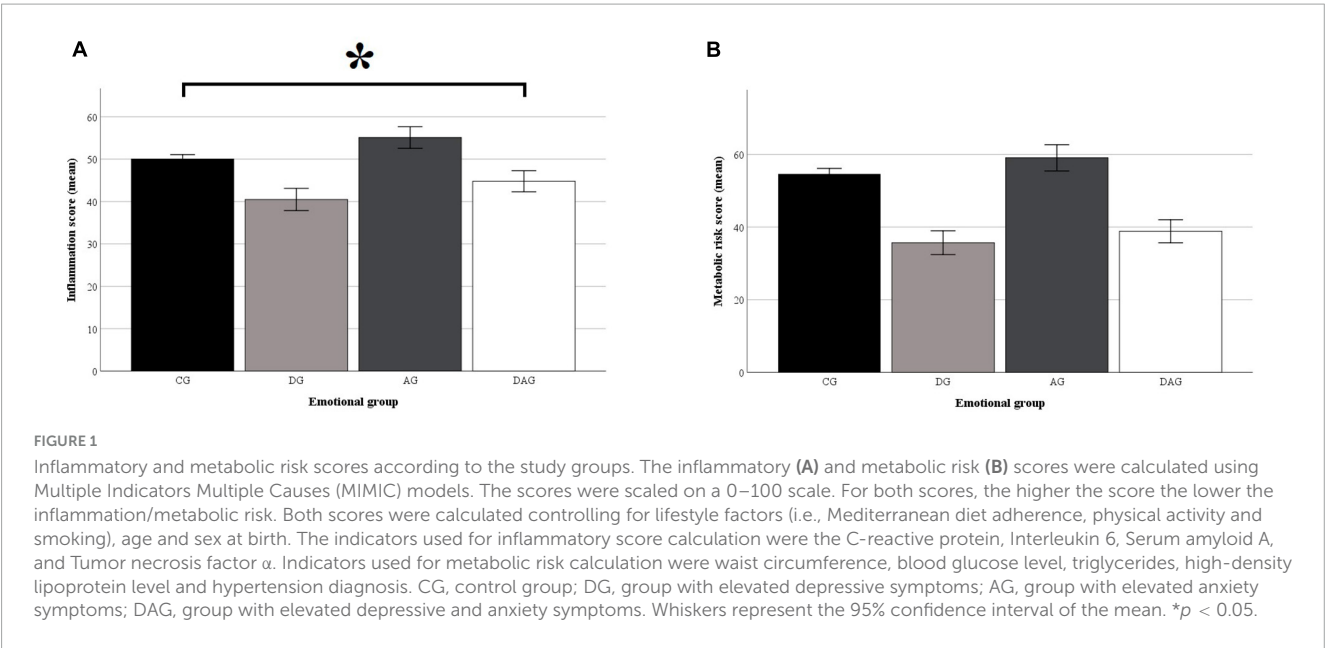 A
*
60
50
40
30
20
10
0
Inflammation score (mean)
CG DG AG DAG
Emotional group
B
60
40
20
0
Metabolic risk score (mean)
CG DG AG DAG
Emotional group
FIGURE 1
Inflammatory and metabolic risk scores according to the study groups. The inflammatory (A) and metabolic risk (B) scores were calculated using
Multiple Indicators Multiple Causes (MIMIC) models. The scores were scaled on a 0–100 scale. For both scores, the higher the score the lower the
inflammation/metabolic risk. Both scores were calculated controlling for lifestyle factors (i.e., Mediterranean diet adherence, physical activity and
smoking), age and sex at birth. The indicators used for inflammatory score calculation were the C-reactive protein, Interleukin 6, Serum amyloid A,
and Tumor necrosis factor α. Indicators used for metabolic risk calculation were waist circumference, blood glucose level, triglycerides, high-density
lipoprotein level and hypertension diagnosis. CG, control group; DG, group with elevated depressive symptoms; AG, group with elevated anxiety
symptoms; DAG, group with elevated depressive and anxiety symptoms. Whiskers represent the 95% confidence interval of the mean. *p < 0.05.